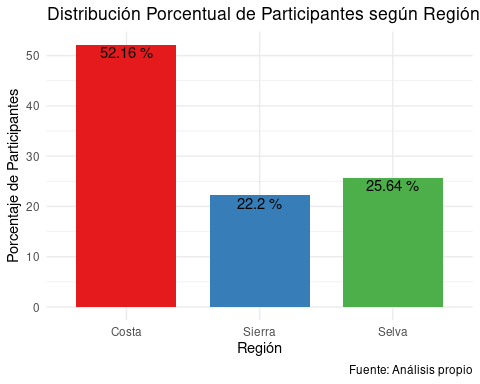 Distribución Porcentual de Participantes según Región
Porcentaje de Participantes
50
40
30
20
10
0
52.16 %
22.2 %
25.64 %
Costa
Sierra
Selva
Región
Fuente: Análisis propio